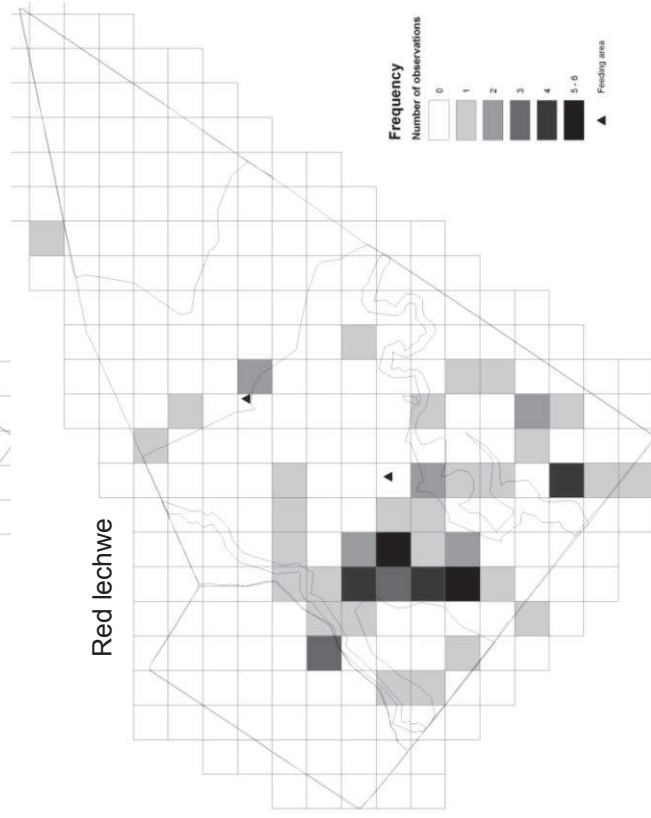 Red lechwe
Frequency
Number of observations
0
1
2
3
4
5 - 6
Feeding area